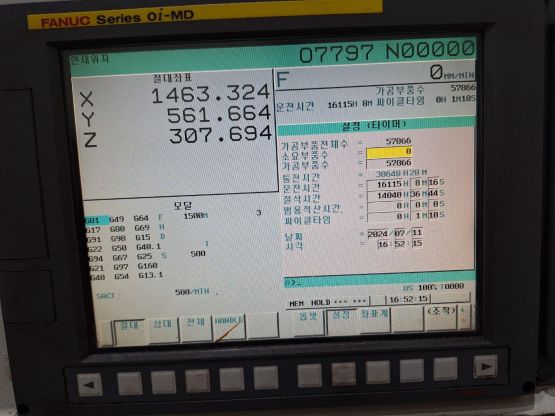 FANUC Series 0i-MD
현재위치 O7797 N00000
절대좌표
X 1463.324
Y 561.664
Z 307.694
F 0 MM/MIN
가공부품수 57866
운전시간 16115H 8M 싸이클타임 0H 1M10S
설정 (타이머)
가공부품전체수 = 57866
소요부품수 = 0
가공부품수 = 57866
통전시간 = 38648H28M
운전시간 = 16115H 8M16S
절삭시간 = 14040H36M44S
범용적산시간 = 0H 0M 0S
싸이클타임 = 0H 1M10S
날짜 = 2024/07/11
시각 = 16:52:15
모달
G01 G49 G64 F 1500M 3
G17 G80 G69 H
G91 G98 G15 D
G22 G50 G40.1 T
G94 G67 G25 S 500
G21 G97 G160
G40 G54 G13.1
SACT 500/MIN
A>_
OS 100% T0000
MEM HOLD *** *** 16:52:15
절대 상대 전체 HANDLE 옵셋 설정 좌표계 (조작)